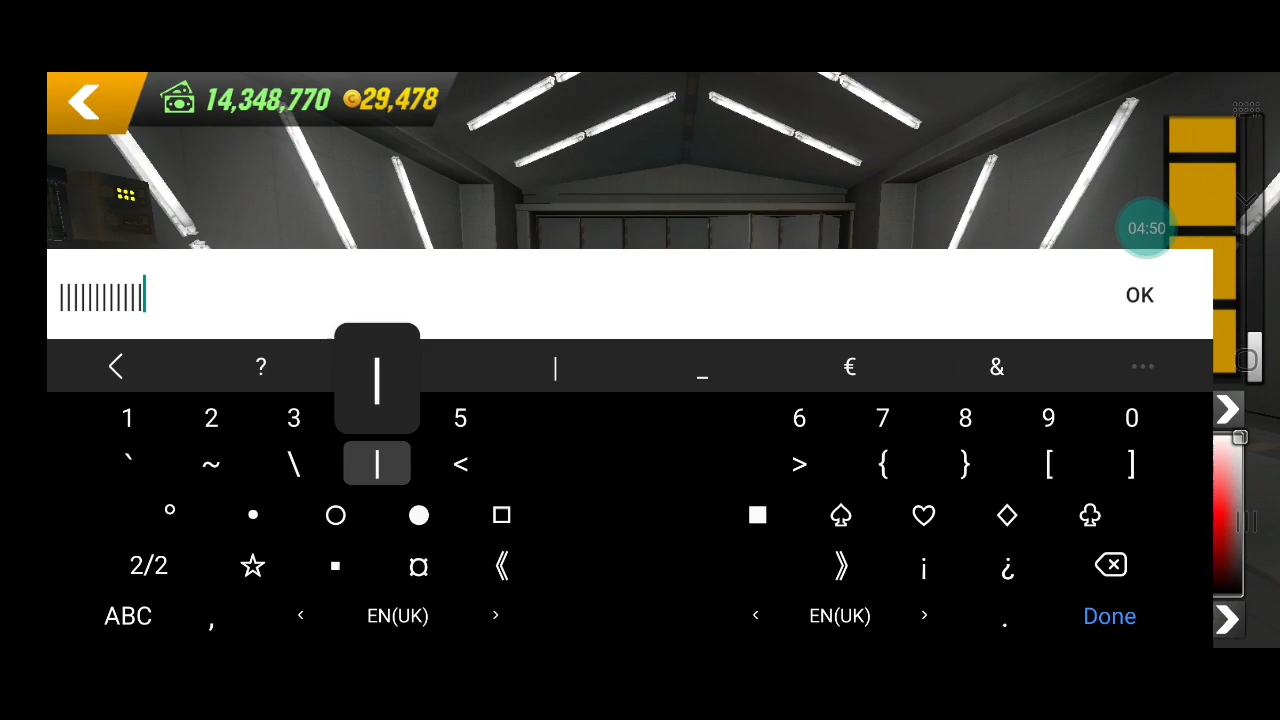 14,348,770 C 29,478
04:50
|||||||||||| OK
? | | _ € & •••
1 2 3 5 6 7 8 9 0
` ~ \ | < > { } [ ]
° • ○ ● □ ■ ♤ ♡ ◇ ♧
2/2 ☆ ▪ ¤ 《 》 ¡ ¿
ABC , ‹ EN(UK) › ‹ EN(UK) › . Done